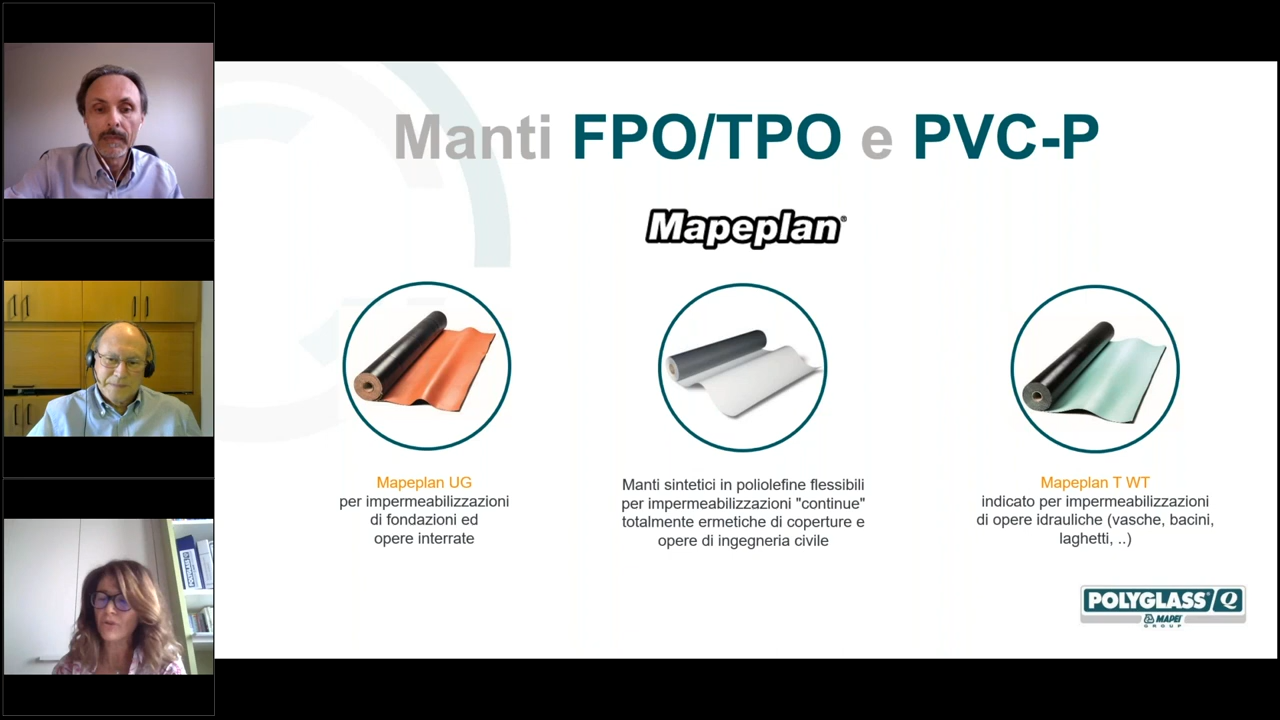 Manti FPO/TPO e PVC-P
Mapeplan®
Mapeplan UG
per impermeabilizzazioni
di fondazioni ed
opere interrate
Manti sintetici in poliolefine flessibili
per impermeabilizzazioni "continue"
totalmente ermetiche di coperture e
opere di ingegneria civile
Mapeplan T WT
indicato per impermeabilizzazioni
di opere idrauliche (vasche, bacini,
laghetti, ..)
POLYGLASS® Q
MAPEI
GROUP
POLYGLASS